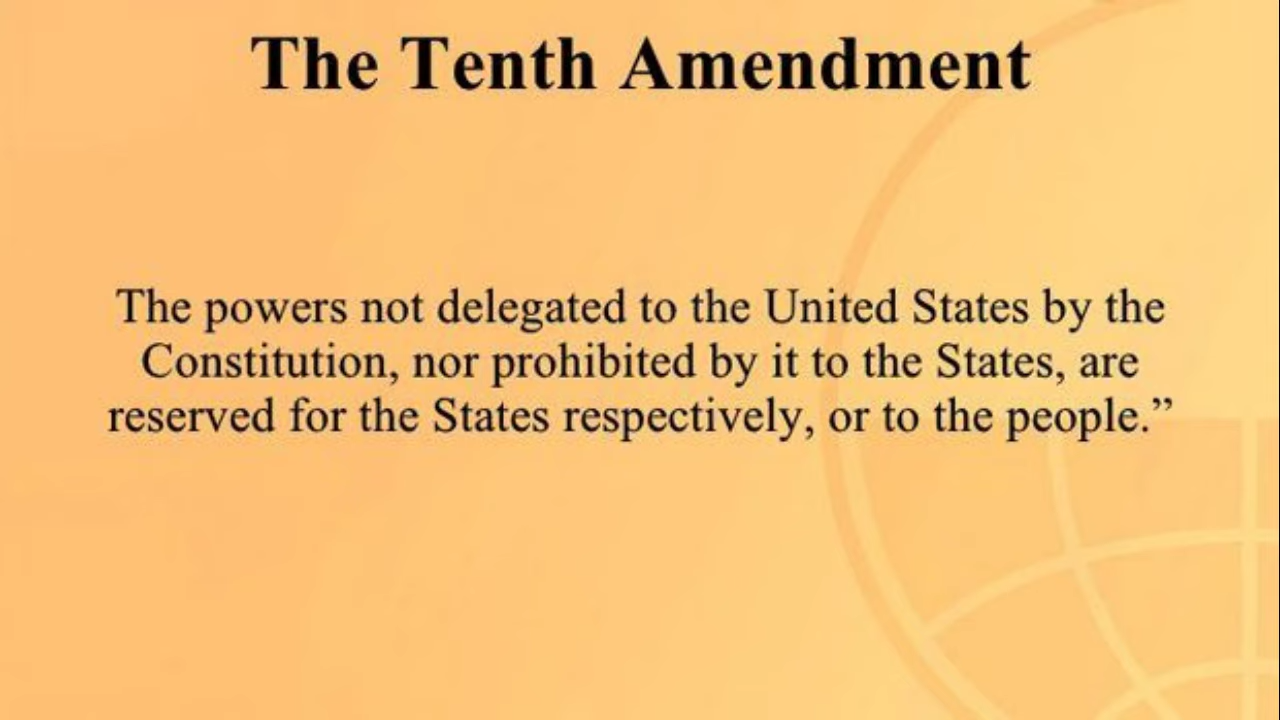 The Tenth Amendment
The powers not delegated to the United States by the
Constitution, nor prohibited by it to the States, are
reserved for the States respectively, or to the people.”